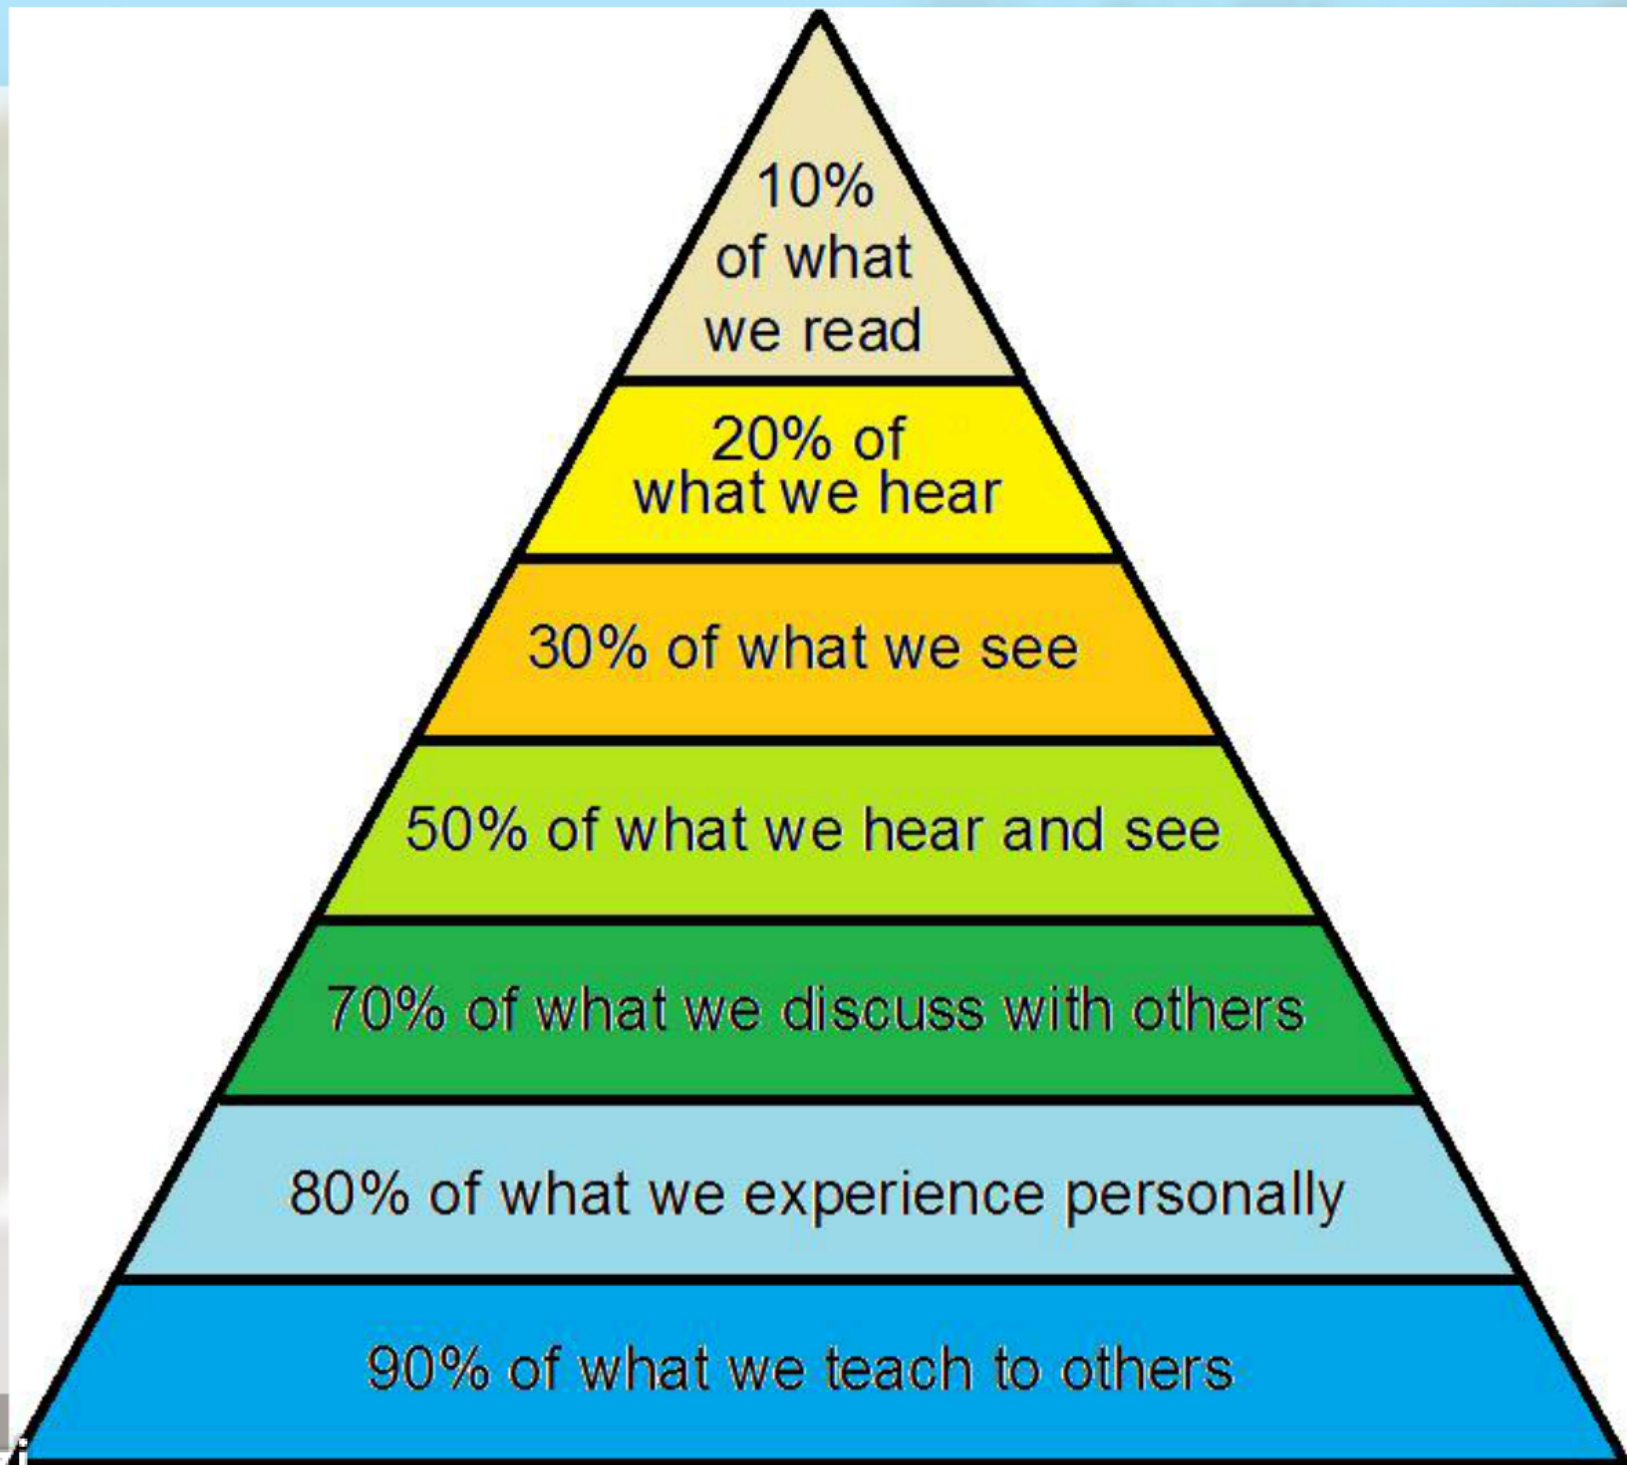 10%
of what
we read
20% of
what we hear
30% of what we see
50% of what we hear and see
70% of what we discuss with others
80% of what we experience personally
90% of what we teach to others